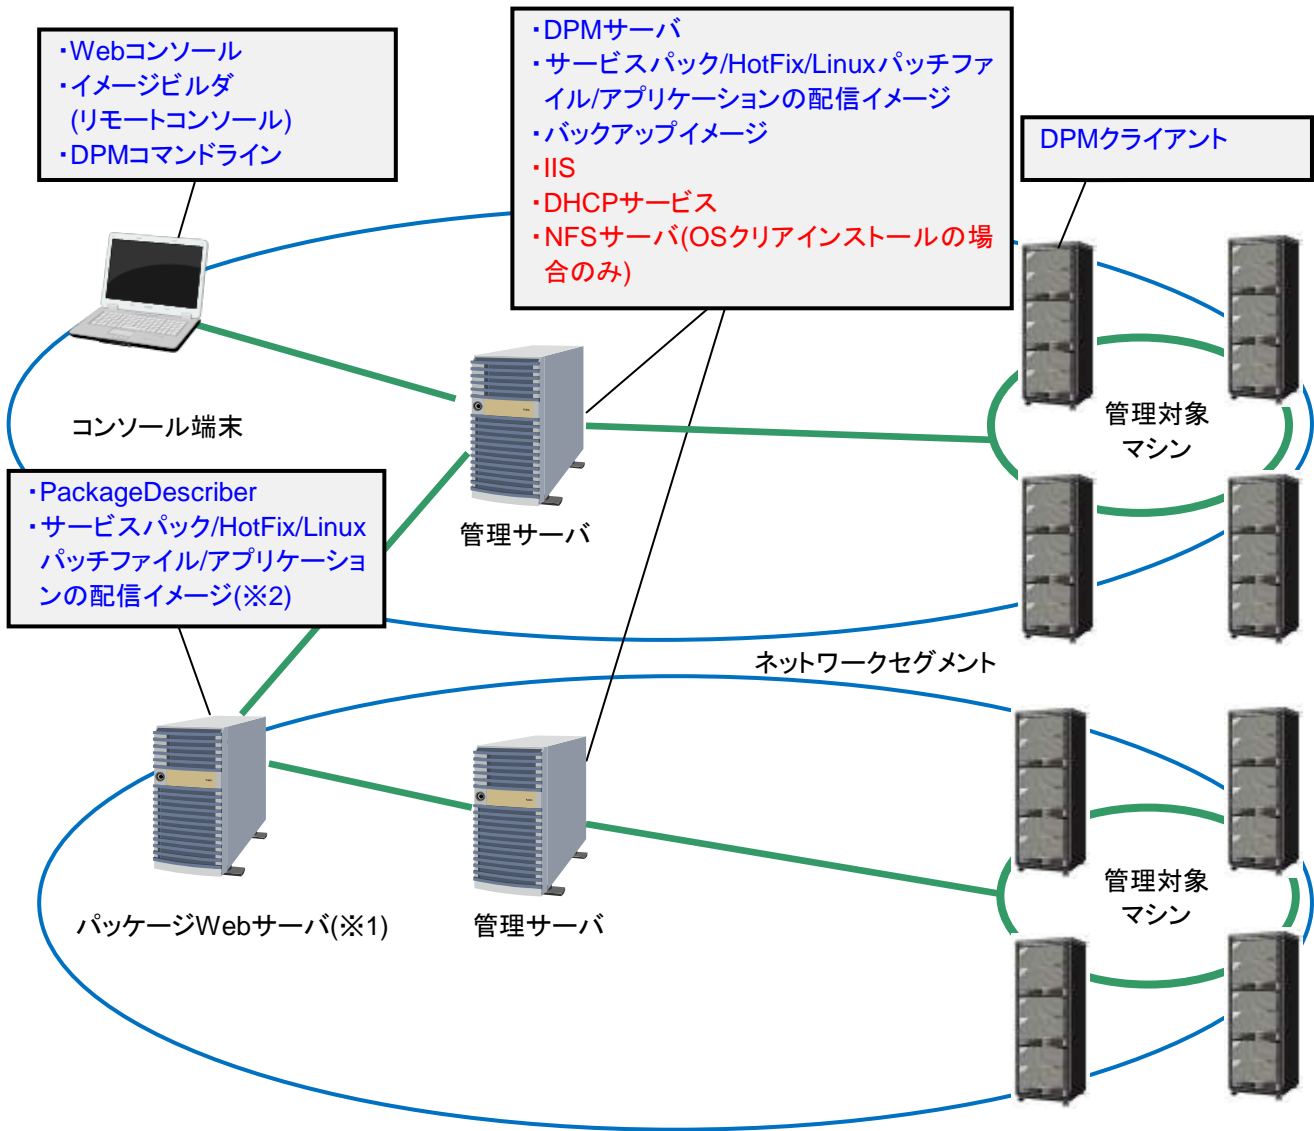 ・Webコンソール
・イメージビルダ
(リモートコンソール)
・DPMコマンドライン
・DPMサーバ
・サービスパック/HotFix/Linuxパッチファ
イル/アプリケーションの配信イメージ
・バックアップイメージ
・IIS
・DHCPサービス
・NFSサーバ(OSクリアインストールの場
合のみ)
DPMクライアント
コンソール端末
管理対象
マシン
・PackageDescriber
・サービスパック/HotFix/Linux
パッチファイル/アプリケーショ
ンの配信イメージ(※2)
管理サーバ
ネットワークセグメント
管理対象
マシン
パッケージWebサーバ(※1)
管理サーバ